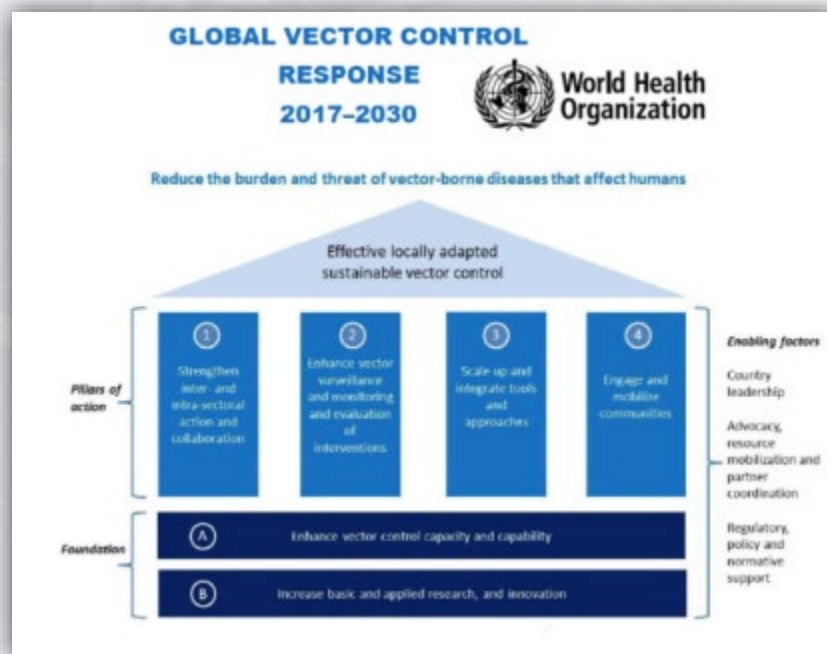 GLOBAL VECTOR CONTROL
RESPONSE
2017–2030
World Health
Organization
Reduce the burden and threat of vector-borne diseases that affect humans
Effective locally adapted
sustainable vector control
Pillars of
action
1
Strengthen
inter- and
intra-sectoral
action and
collaboration
2
Enhance vector
surveillance
and monitoring
and evaluation
of
interventions
3
Scale up and
integrate tools
and
approaches
4
Engage and
mobilize
communities
Enabling factors
Country
leadership
Advocacy,
resource
mobilization and
partner
coordination
Regulatory,
policy and
normative
support
Foundation
A
Enhance vector control capacity and capability
B
Increase basic and applied research, and innovation